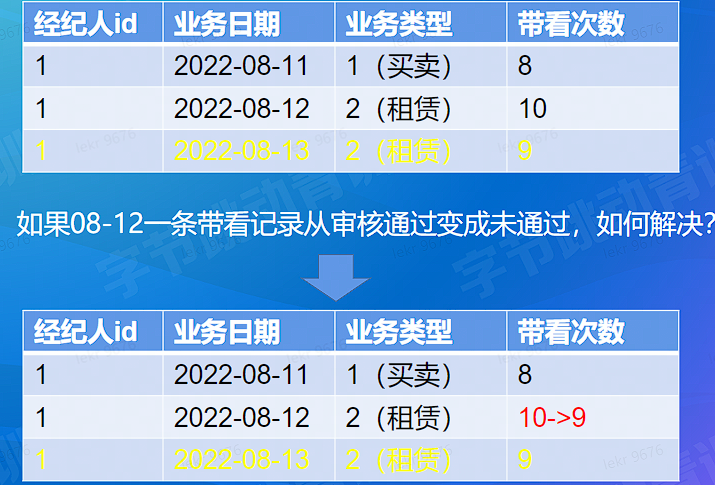 经纪人id 业务日期 业务类型 带看次数
1 2022-08-11 1（买卖） 8
1 2022-08-12 2（租赁） 10
1 2022-08-13 2（租赁） 9
如果08-12一条带看记录从审核通过变成未通过，如何解决？
经纪人id 业务日期 业务类型 带看次数
1 2022-08-11 1（买卖） 8
1 2022-08-12 2（租赁） 10->9
1 2022-08-13 2（租赁） 9